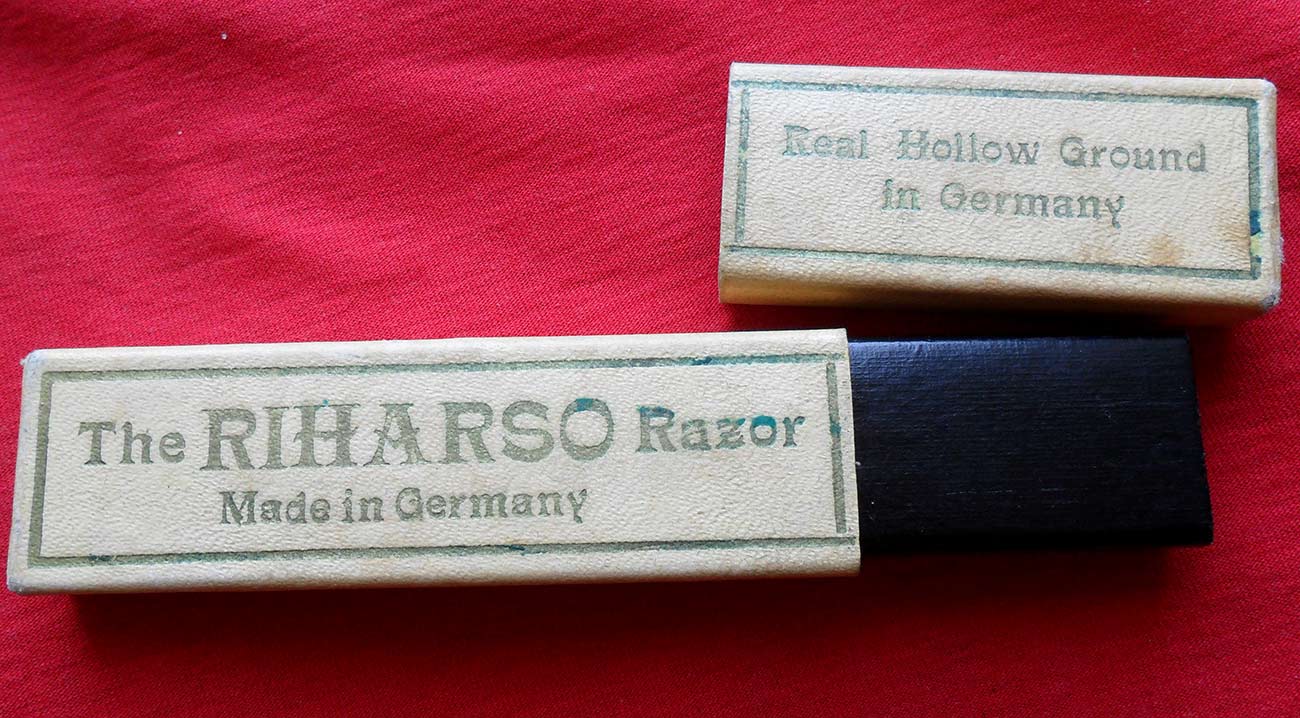 Real Hollow Ground
in Germany
The RIHARSO Razor
Made in Germany